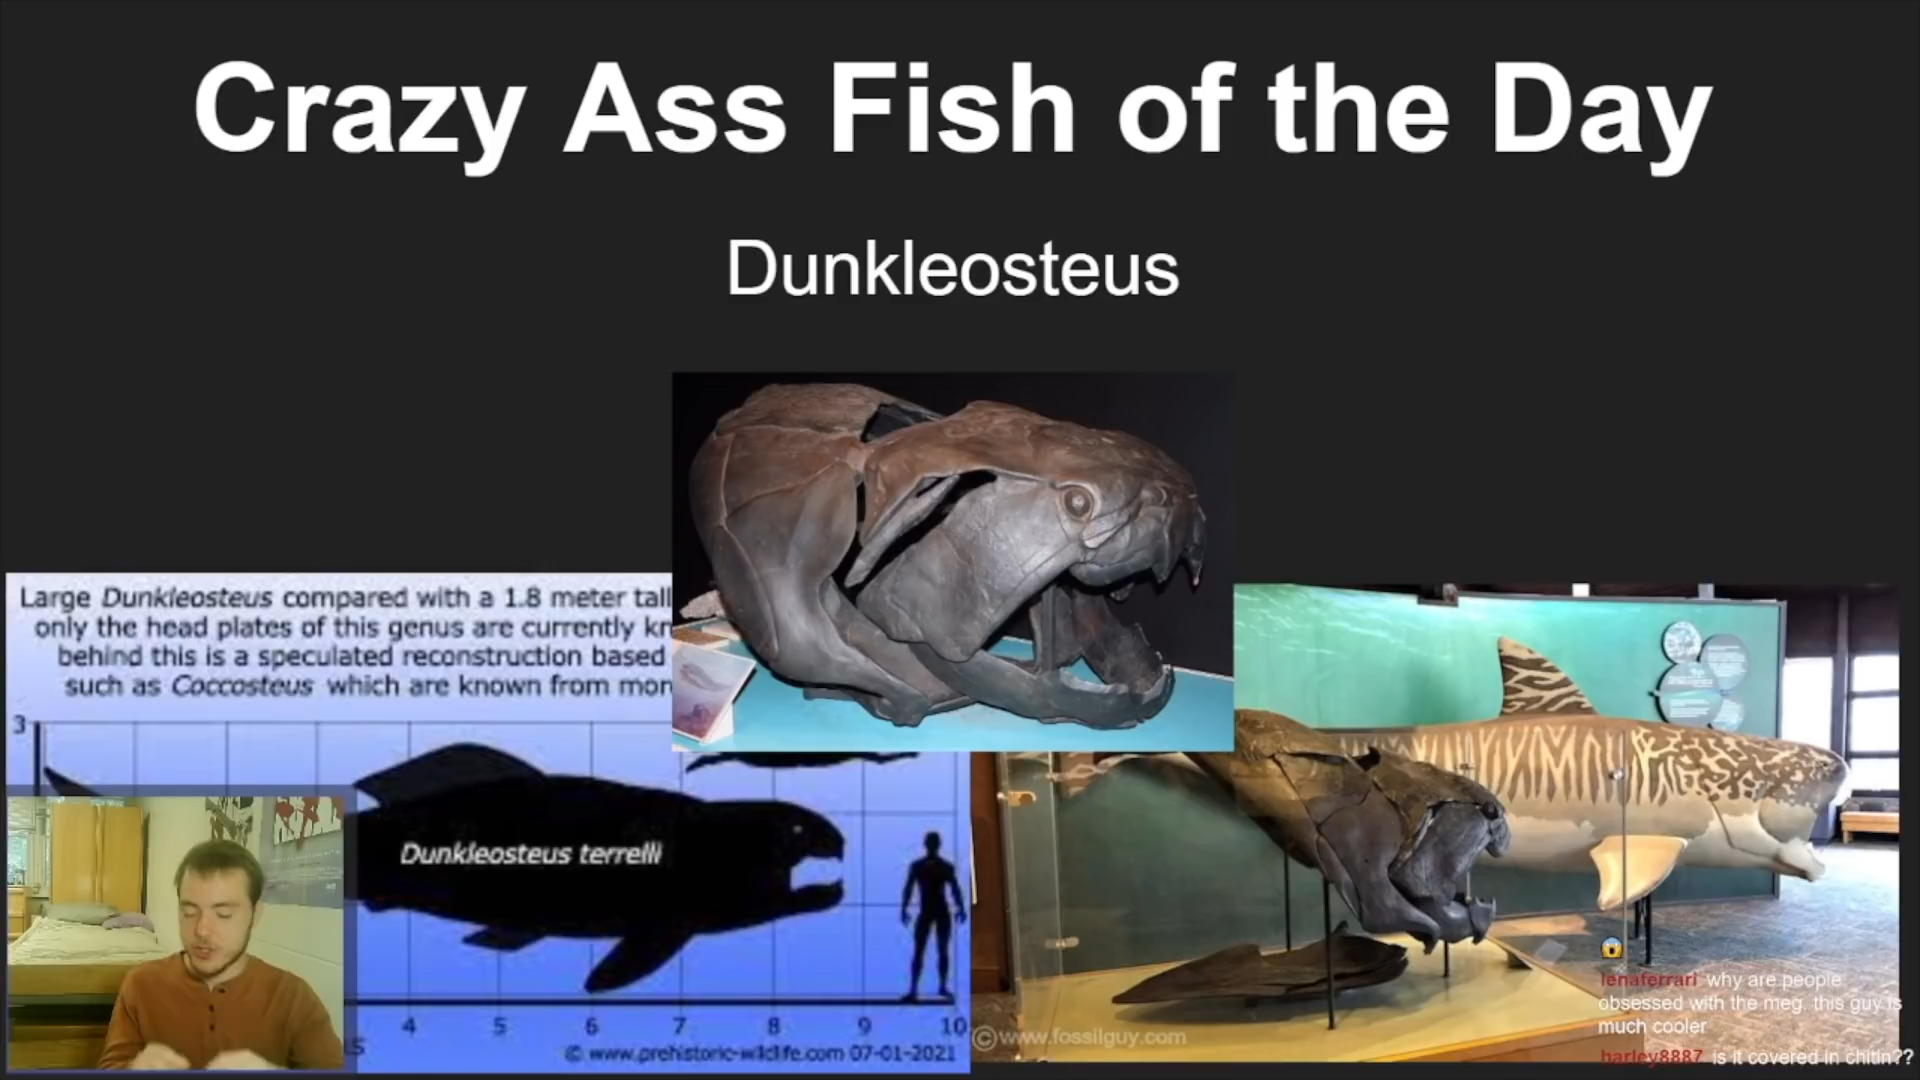 Crazy Ass Fish of the Day
Dunkleosteus
Large Dunkleosteus compared with a 1.8 meter tall
only the head plates of this genus are currently kn
behind this is a speculated reconstruction based
such as Coccosteus which are known from mor
3
Dunkleosteus terrelli
4 5 6 7 8 9 10
© www.prehistoric-wildlife.com 07-01-2021
©www.fossilguy.com
😱
lenaferrari why are people
obsessed with the meg. this guy is
much cooler
harley8887 is it covered in chitin??